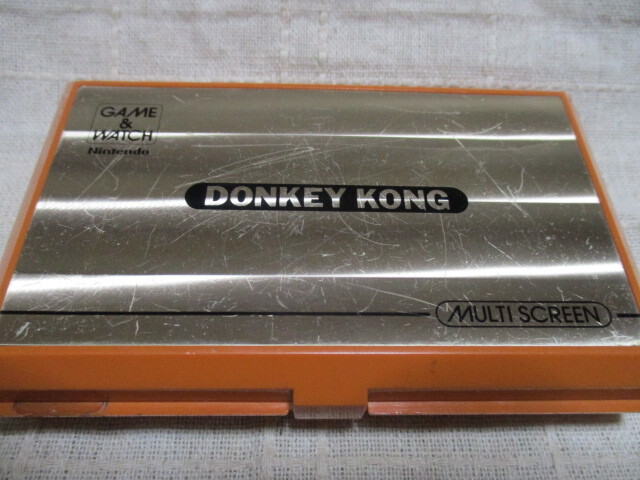 GAME
&
WATCH
Nintendo
DONKEY KONG
MULTI SCREEN